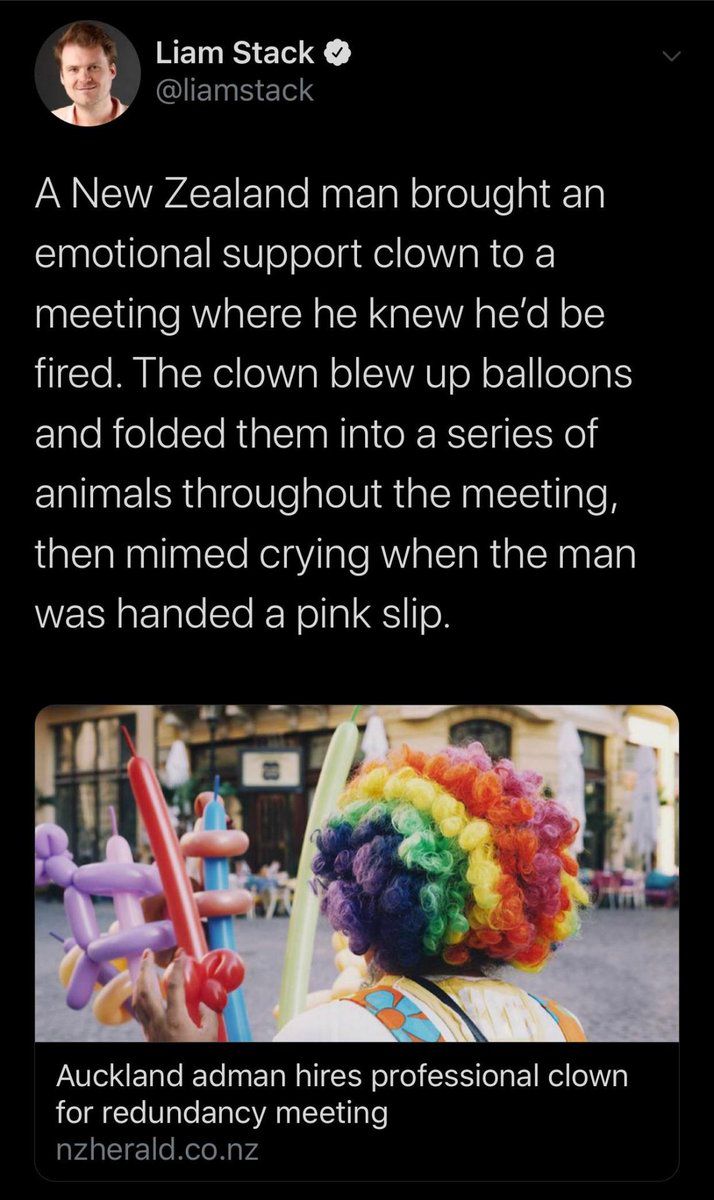 Liam Stack
@liamstack
A New Zealand man brought an
emotional support clown to a
meeting where he knew he’d be
fired. The clown blew up balloons
and folded them into a series of
animals throughout the meeting,
then mimed crying when the man
was handed a pink slip.
Auckland adman hires professional clown
for redundancy meeting
nzherald.co.nz